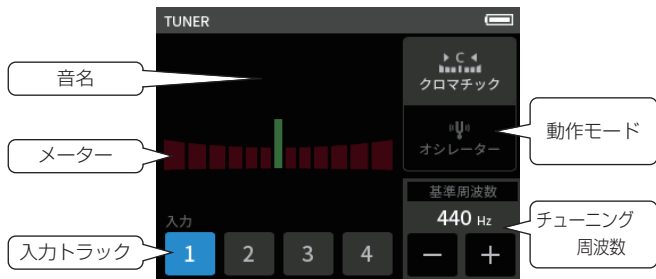 TUNER
音名
C
クロマチック
メーター
オシレーター
動作モード
基準周波数
440 Hz
チューニング
周波数
入力
入力トラック
1 2 3 4
− +